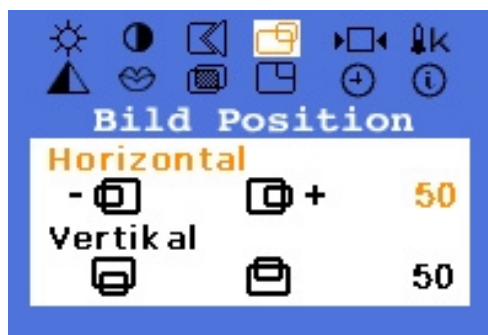 K
Bild Position
Horizontal
- + 50
Vertikal
50